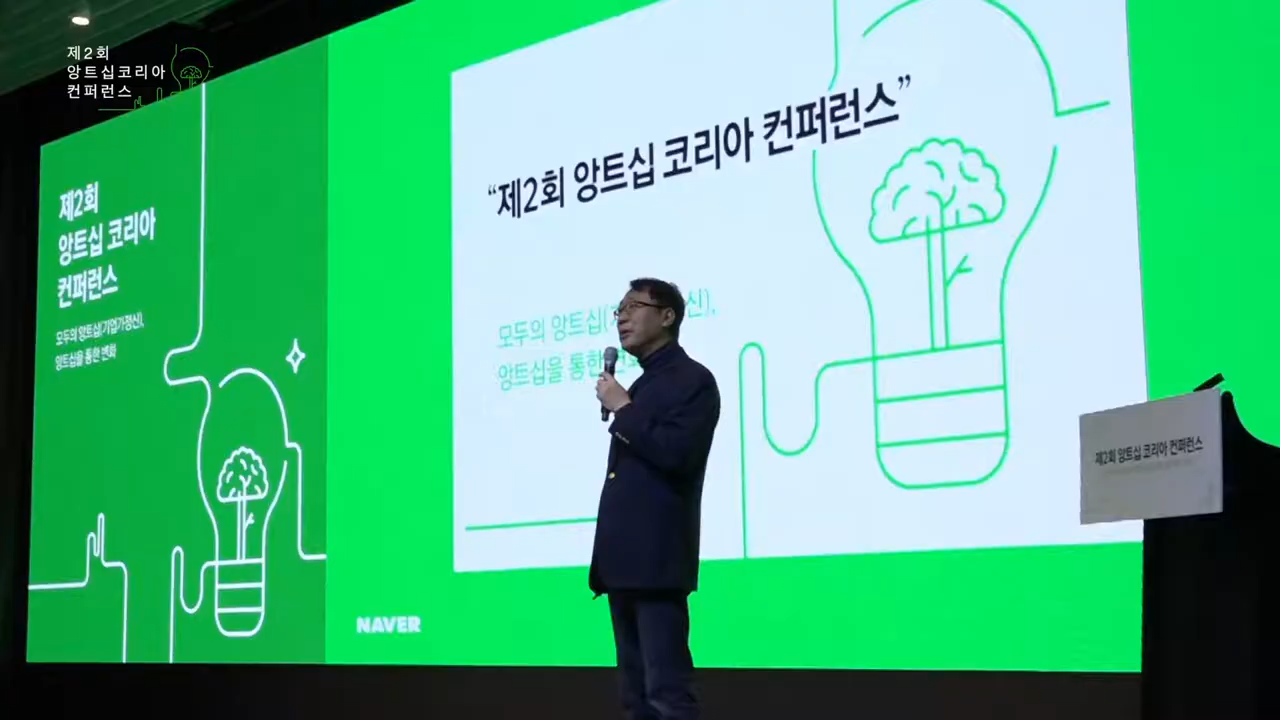 제2회
앙트십코리아
컨퍼런스
제2회
앙트십 코리아
컨퍼런스
모두의 앙트십(기업가정신),
앙트십을 통한 변화
“제2회 앙트십 코리아 컨퍼런스”
모두의 앙트십( 신),
앙트십을 통한
NAVER
제2회 앙트십 코리아 컨퍼런스